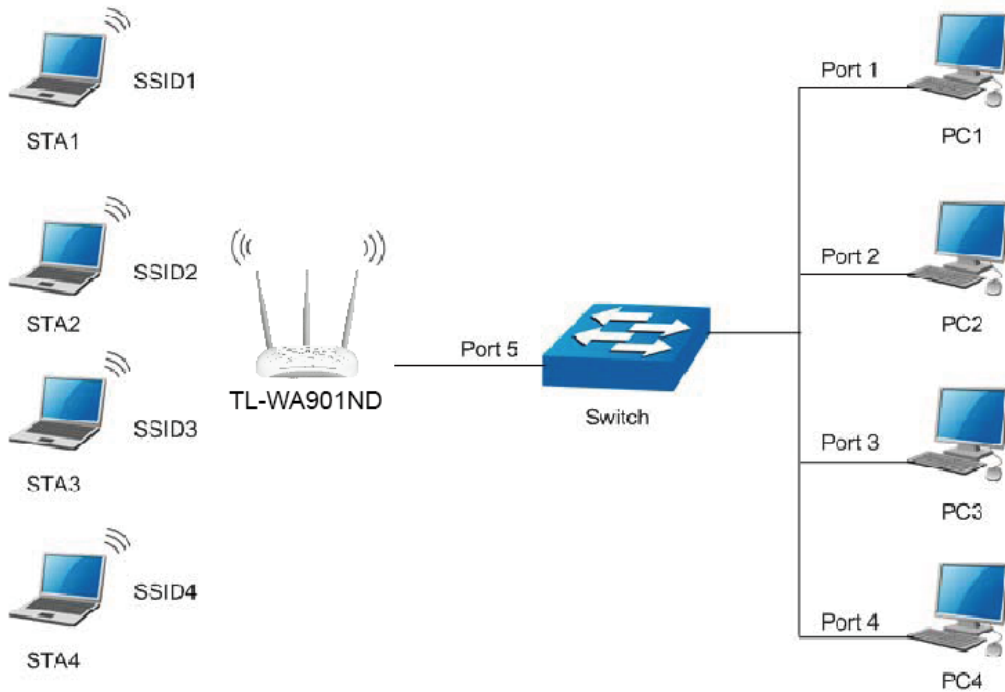 SSID1
STA1
SSID2
STA2
SSID3
STA3
SSID4
STA4
TL-WA901ND
Port 5
Switch
Port 1
PC1
Port 2
PC2
Port 3
PC3
Port 4
PC4